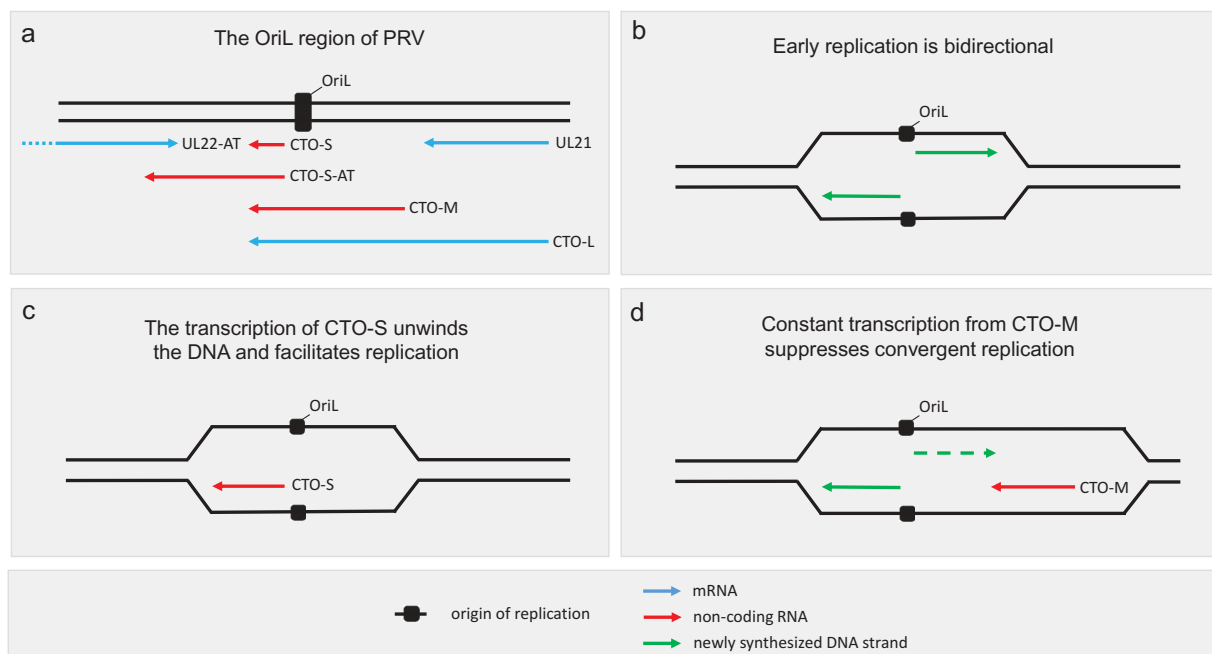 a
The OriL region of PRV
OriL
UL22-AT
CTO-S
UL21
CTO-S-AT
CTO-M
CTO-L
b
Early replication is bidirectional
OriL
c
The transcription of CTO-S unwinds
the DNA and facilitates replication
OriL
CTO-S
d
Constant transcription from CTO-M
suppresses convergent replication
OriL
CTO-M
origin of replication
mRNA
non-coding RNA
newly synthesized DNA strand